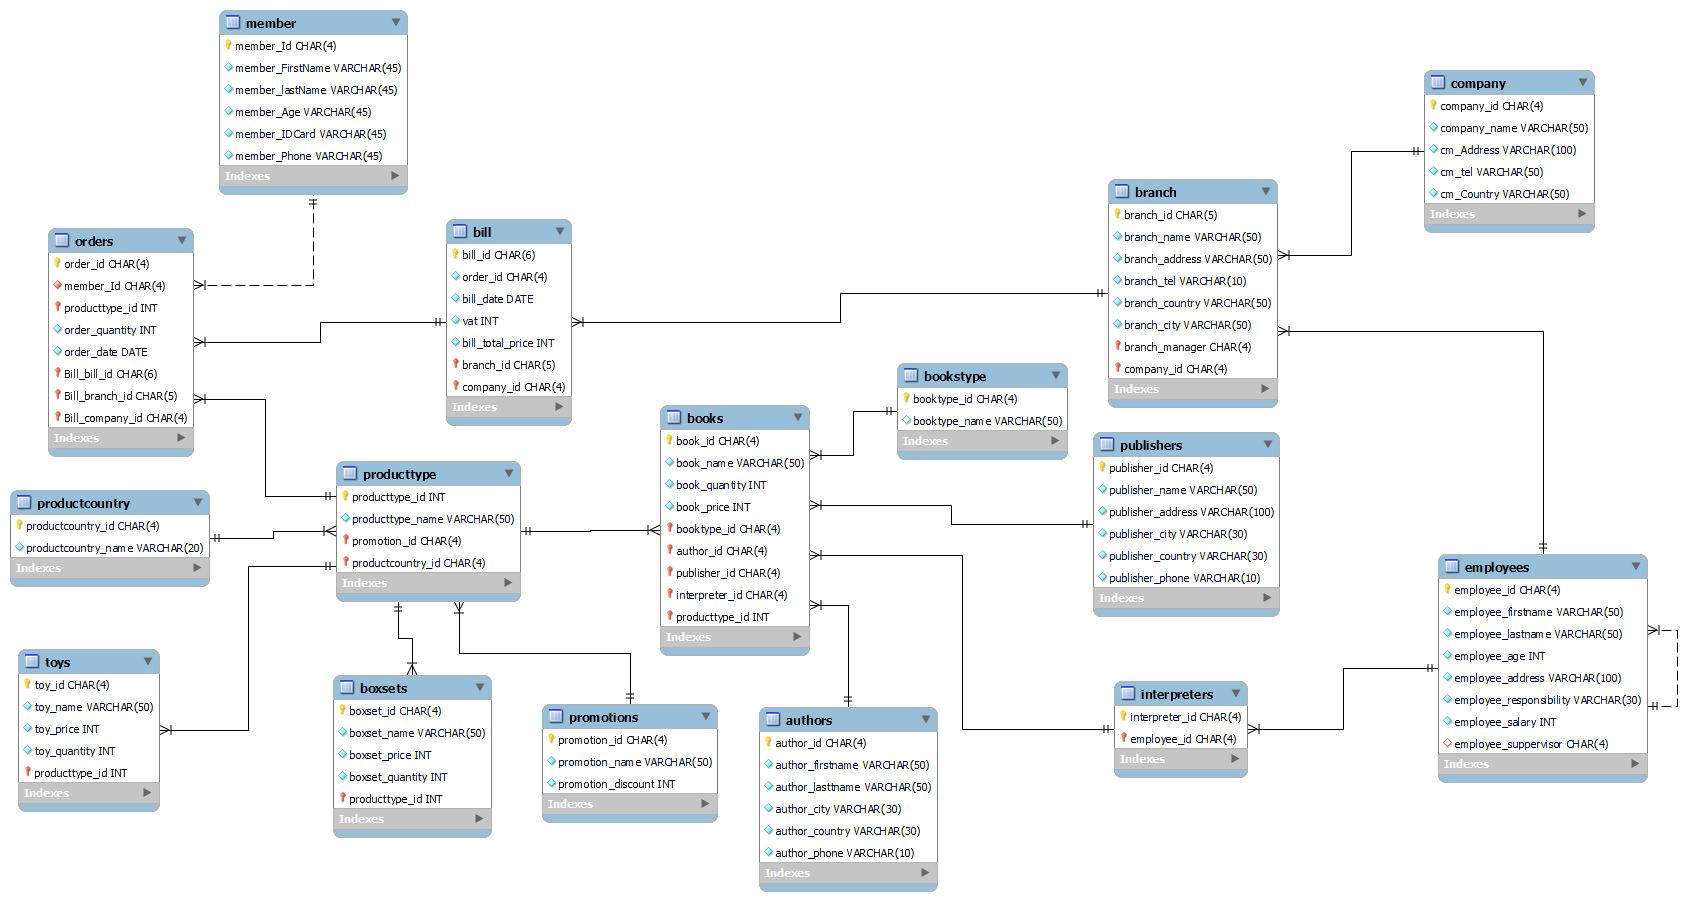 member
member_Id CHAR(4)
member_FirstName VARCHAR(45)
member_lastName VARCHAR(45)
member_Age VARCHAR(45)
member_IDCard VARCHAR(45)
member_Phone VARCHAR(45)
Indexes
company
company_id CHAR(4)
company_name VARCHAR(50)
cm_Address VARCHAR(100)
cm_tel VARCHAR(50)
cm_Country VARCHAR(50)
Indexes
branch
branch_id CHAR(5)
branch_name VARCHAR(50)
branch_address VARCHAR(50)
branch_tel VARCHAR(10)
branch_country VARCHAR(50)
branch_city VARCHAR(50)
branch_manager CHAR(4)
company_id CHAR(4)
Indexes
orders
order_id CHAR(4)
member_Id CHAR(4)
producttype_id INT
order_quantity INT
order_date DATE
Bill_bill_id CHAR(6)
Bill_branch_id CHAR(5)
Bill_company_id CHAR(4)
Indexes
bill
bill_id CHAR(6)
order_id CHAR(4)
bill_date DATE
vat INT
bill_total_price INT
branch_id CHAR(5)
company_id CHAR(4)
Indexes
bookstype
booktype_id CHAR(4)
booktype_name VARCHAR(50)
Indexes
books
book_id CHAR(4)
book_name VARCHAR(50)
book_quantity INT
book_price INT
booktype_id CHAR(4)
author_id CHAR(4)
publisher_id CHAR(4)
interpreter_id CHAR(4)
producttype_id INT
Indexes
publishers
publisher_id CHAR(4)
publisher_name VARCHAR(50)
publisher_address VARCHAR(100)
publisher_city VARCHAR(30)
publisher_country VARCHAR(30)
publisher_phone VARCHAR(10)
Indexes
producttype
producttype_id INT
producttype_name VARCHAR(50)
promotion_id CHAR(4)
productcountry_id CHAR(4)
Indexes
productcountry
productcountry_id CHAR(4)
productcountry_name VARCHAR(20)
Indexes
employees
employee_id CHAR(4)
employee_firstname VARCHAR(50)
employee_lastname VARCHAR(50)
employee_age INT
employee_address VARCHAR(100)
employee_responsibility VARCHAR(30)
employee_salary INT
employee_suppervisor CHAR(4)
Indexes
toys
toy_id CHAR(4)
toy_name VARCHAR(50)
toy_price INT
toy_quantity INT
producttype_id INT
Indexes
boxsets
boxset_id CHAR(4)
boxset_name VARCHAR(50)
boxset_price INT
boxset_quantity INT
producttype_id INT
Indexes
promotions
promotion_id CHAR(4)
promotion_name VARCHAR(50)
promotion_discount INT
Indexes
authors
author_id CHAR(4)
author_firstname VARCHAR(50)
author_lasttname VARCHAR(50)
author_city VARCHAR(30)
author_country VARCHAR(30)
author_phone VARCHAR(10)
Indexes
interpreters
interpreter_id CHAR(4)
employee_id CHAR(4)
Indexes